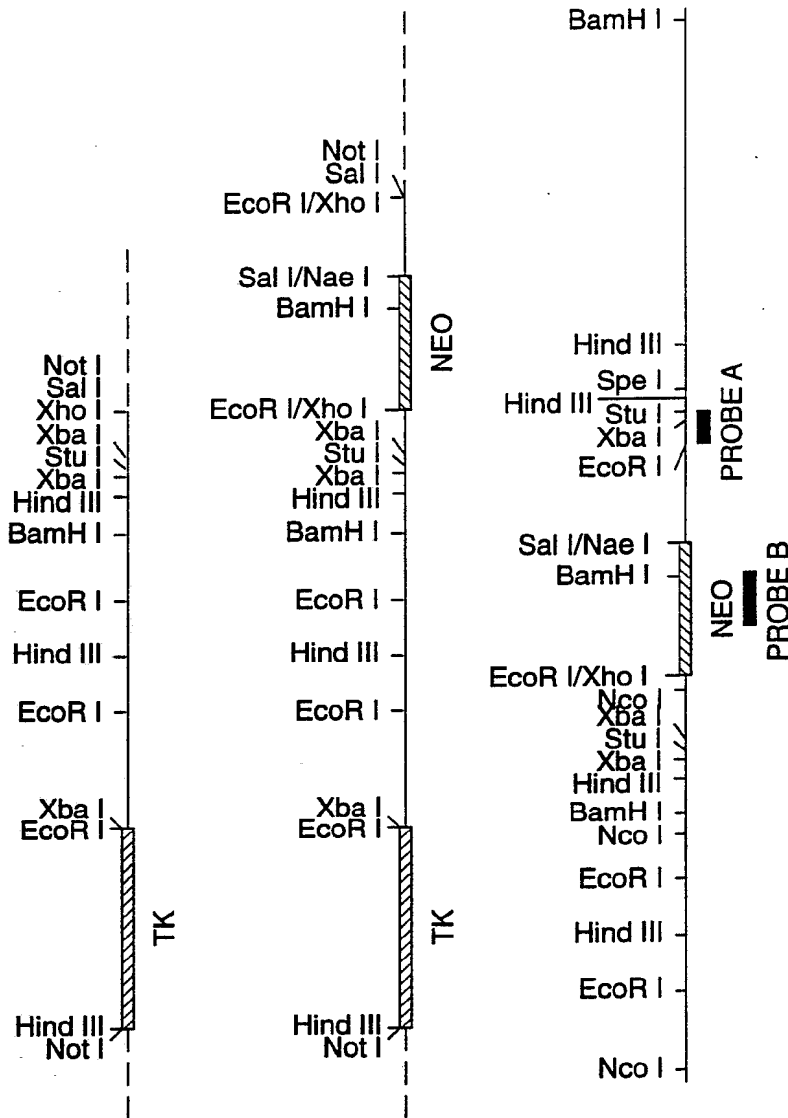 Not I
Sal I
Xho I
Xba I
Stu I
Xba I
Hind III
BamH I
EcoR I
Hind III
EcoR I
Xba I
EcoR I
TK
Hind III
Not I
Not I
Sal I
EcoR I/Xho I
Sal I/Nae I
BamH I
NEO
EcoR I/Xho I
Xba I
Stu I
Xba I
Hind III
BamH I
EcoR I
Hind III
EcoR I
Xba I
EcoR I
TK
Hind III
Not I
BamH I
Hind III
Spe I
Hind III
Stu I
Xba I
EcoR I
PROBE A
Sal I/Nae I
BamH I
NEO
PROBE B
EcoR I/Xho I
Nco I
Xba I
Stu I
Xba I
Hind III
BamH I
Nco I
EcoR I
Hind III
EcoR I
Nco I